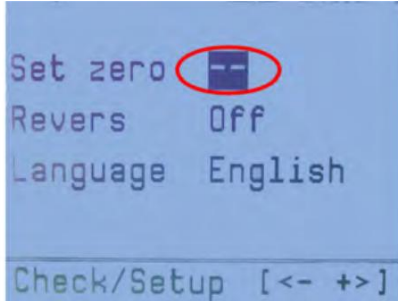 Set zero --
Revers Off
Language English
Check/Setup [<- +>]